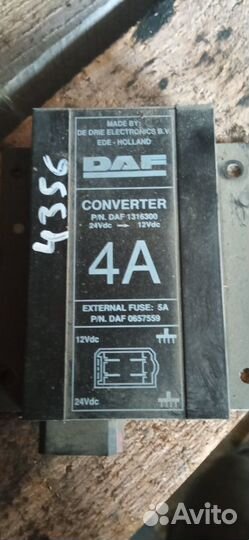 MADE BY:
DE DRIE ELECTRONICS B.V.
EDE - HOLLAND
DAF
CONVERTER
P/N. DAF 1316300
24Vdc → 12Vdc
4A
EXTERNAL FUSE: 5A
P/N. DAF 0657559
12Vdc
24Vdc
4356
Avito